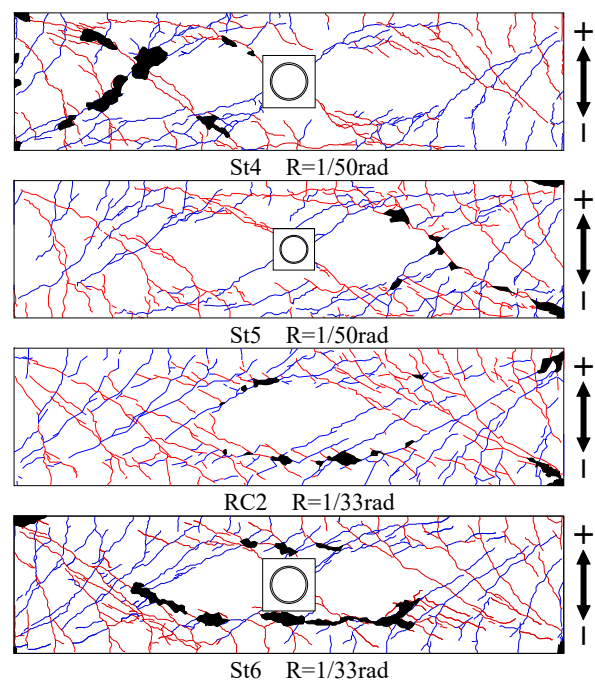 +
−
St4 R=1/50rad
+
−
St5 R=1/50rad
+
−
RC2 R=1/33rad
+
−
St6 R=1/33rad